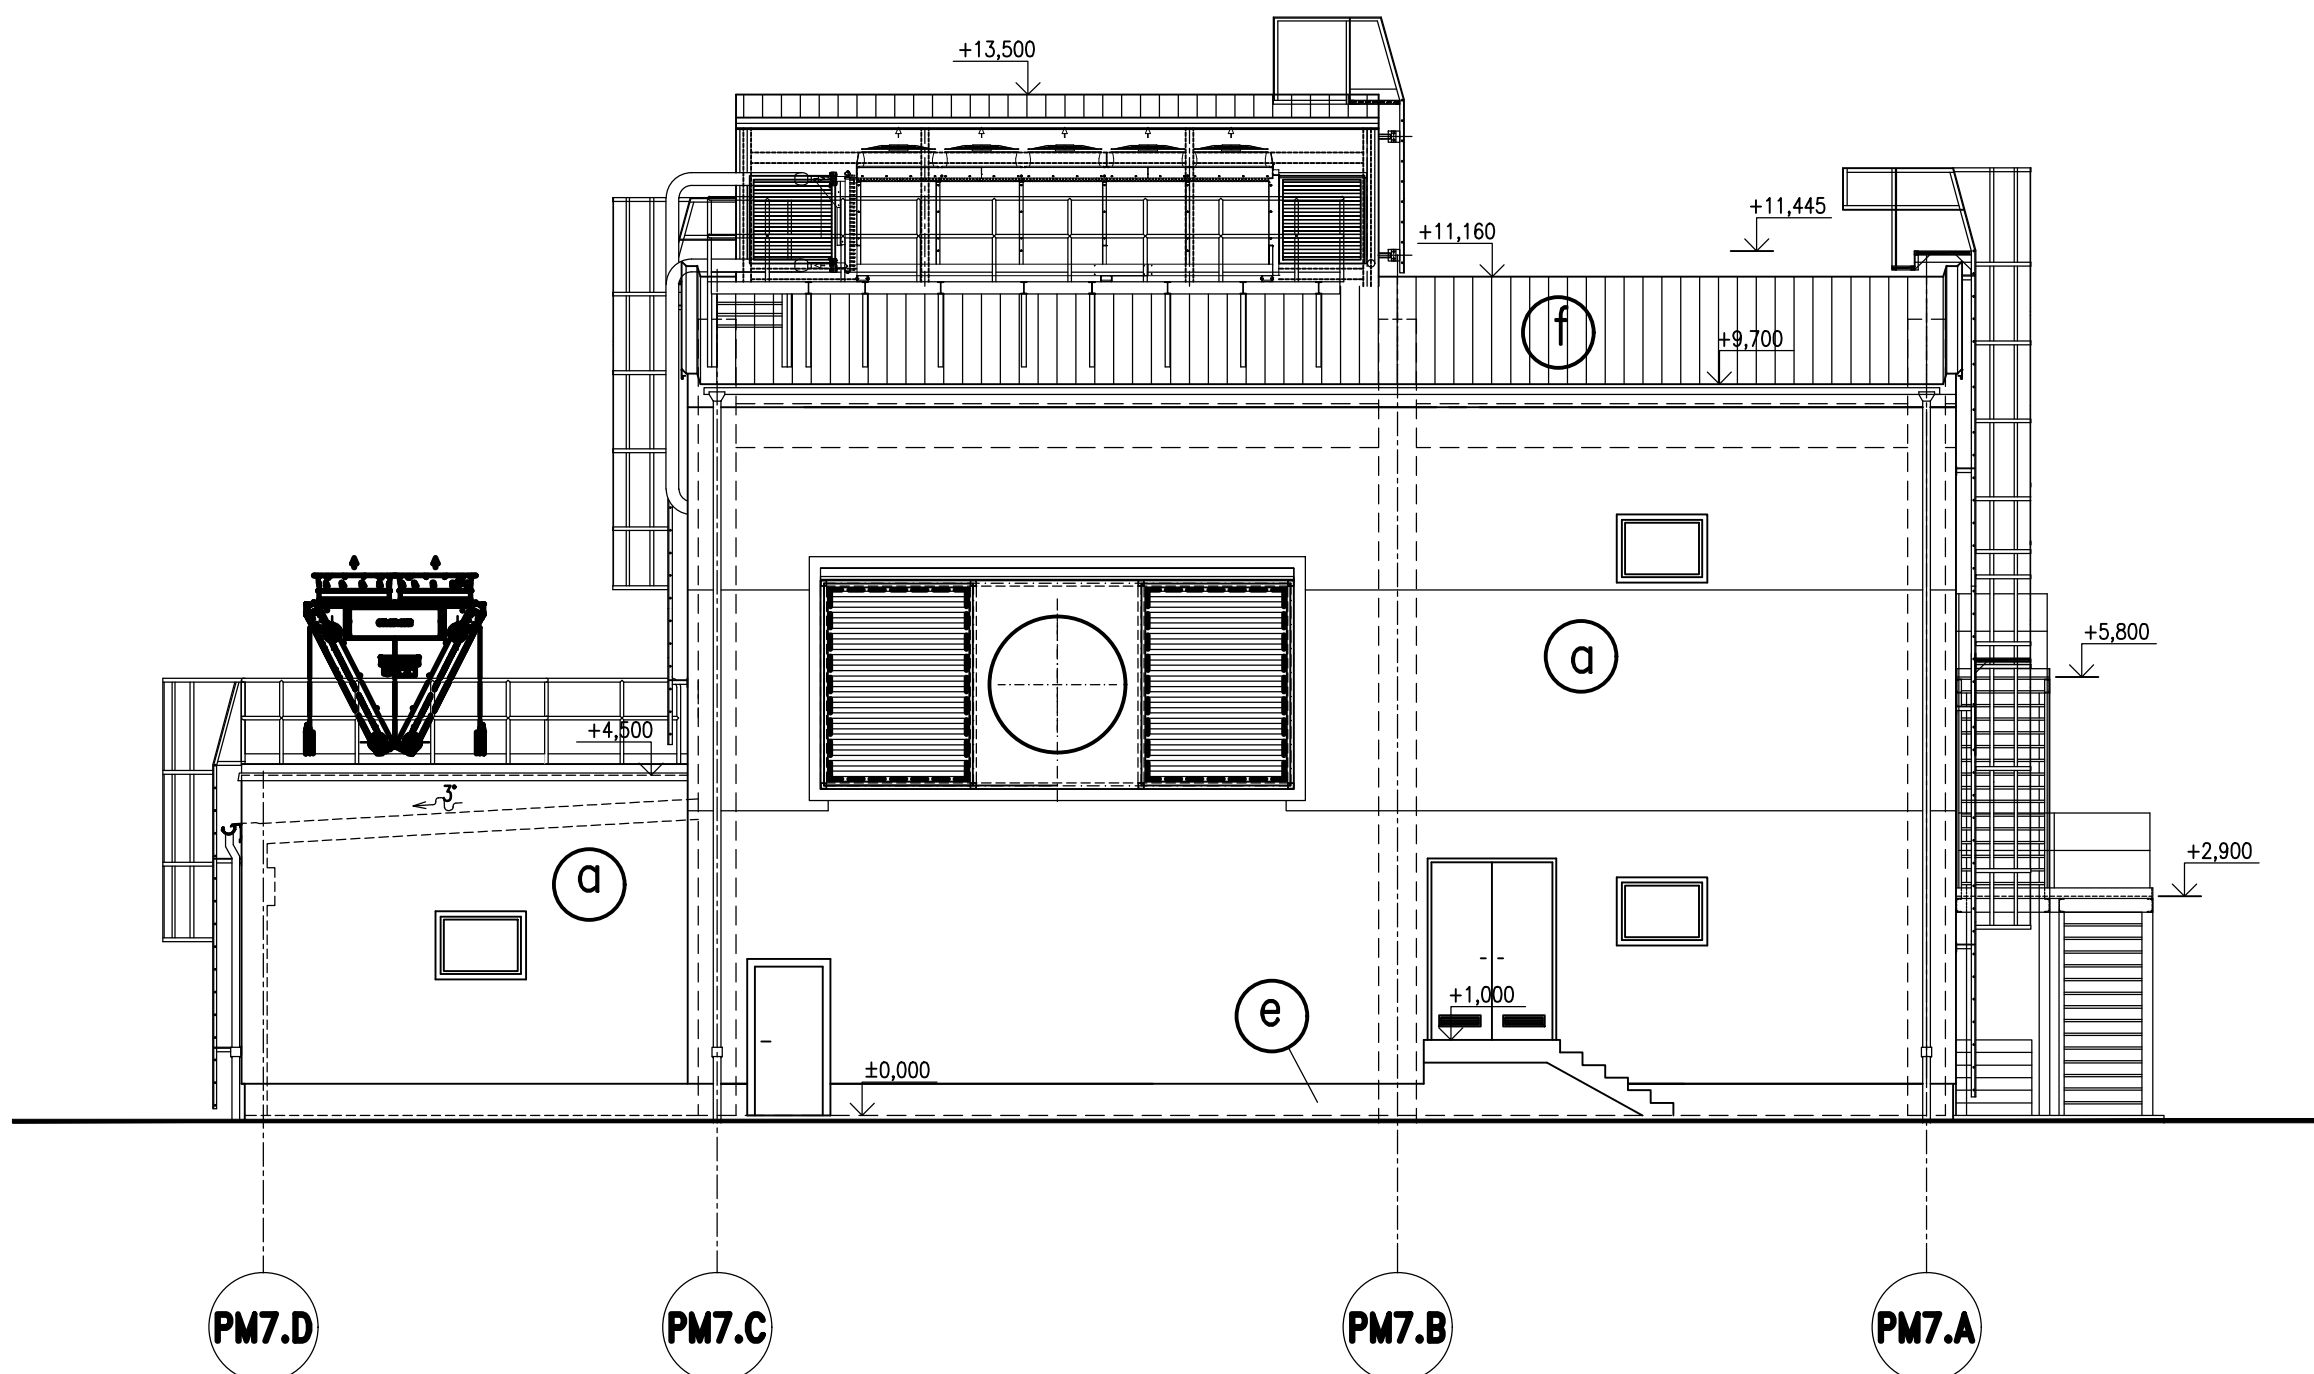 +13,500
+11,445
+11,160
f
+9,700
+5,800
a
+4,500
3°
+2,900
a
+1,000
e
±0,000
PM7.D
PM7.C
PM7.B
PM7.A